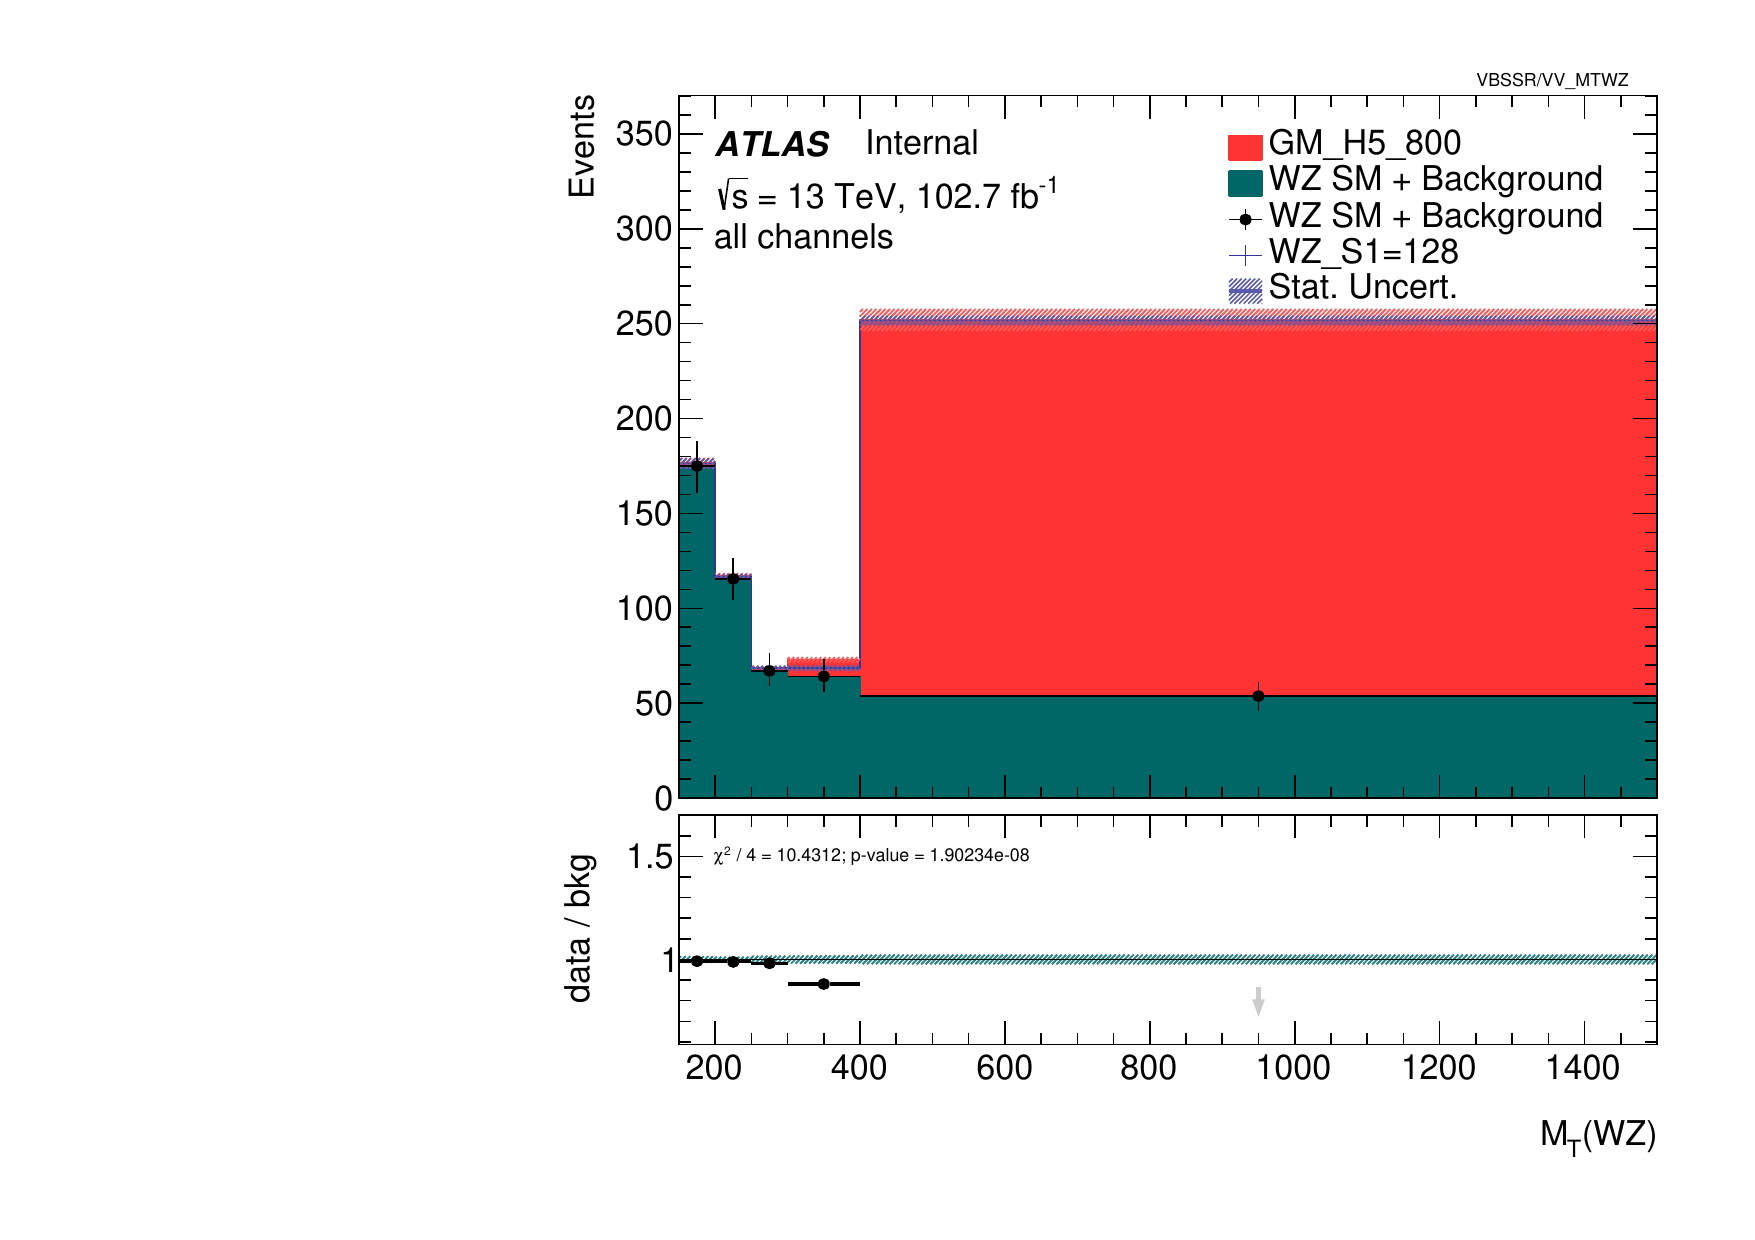 VBSSR/VV_MTWZ
Events
350
300
250
200
150
100
50
0
ATLAS Internal
√s = 13 TeV, 102.7 fb⁻¹
all channels
GM_H5_800
WZ SM + Background
WZ SM + Background
WZ_S1=128
Stat. Uncert.
data / bkg
1.5
1
χ² / 4 = 10.4312; p-value = 1.90234e-08
200 400 600 800 1000 1200 1400
M_T(WZ)